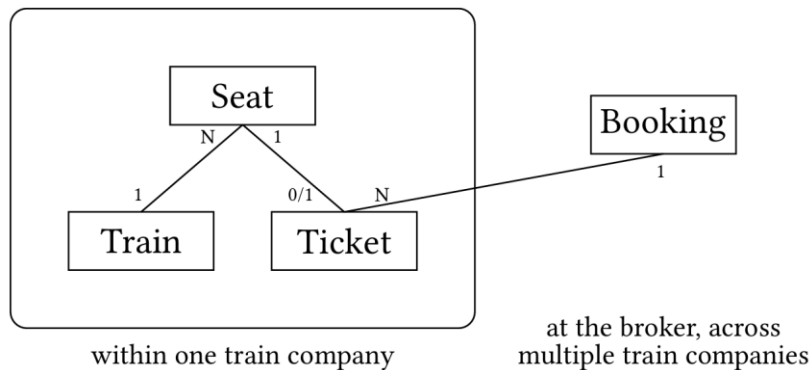 Seat
Booking
N
1
1
1
0/1
N
Train
Ticket
within one train company
at the broker, across
multiple train companies